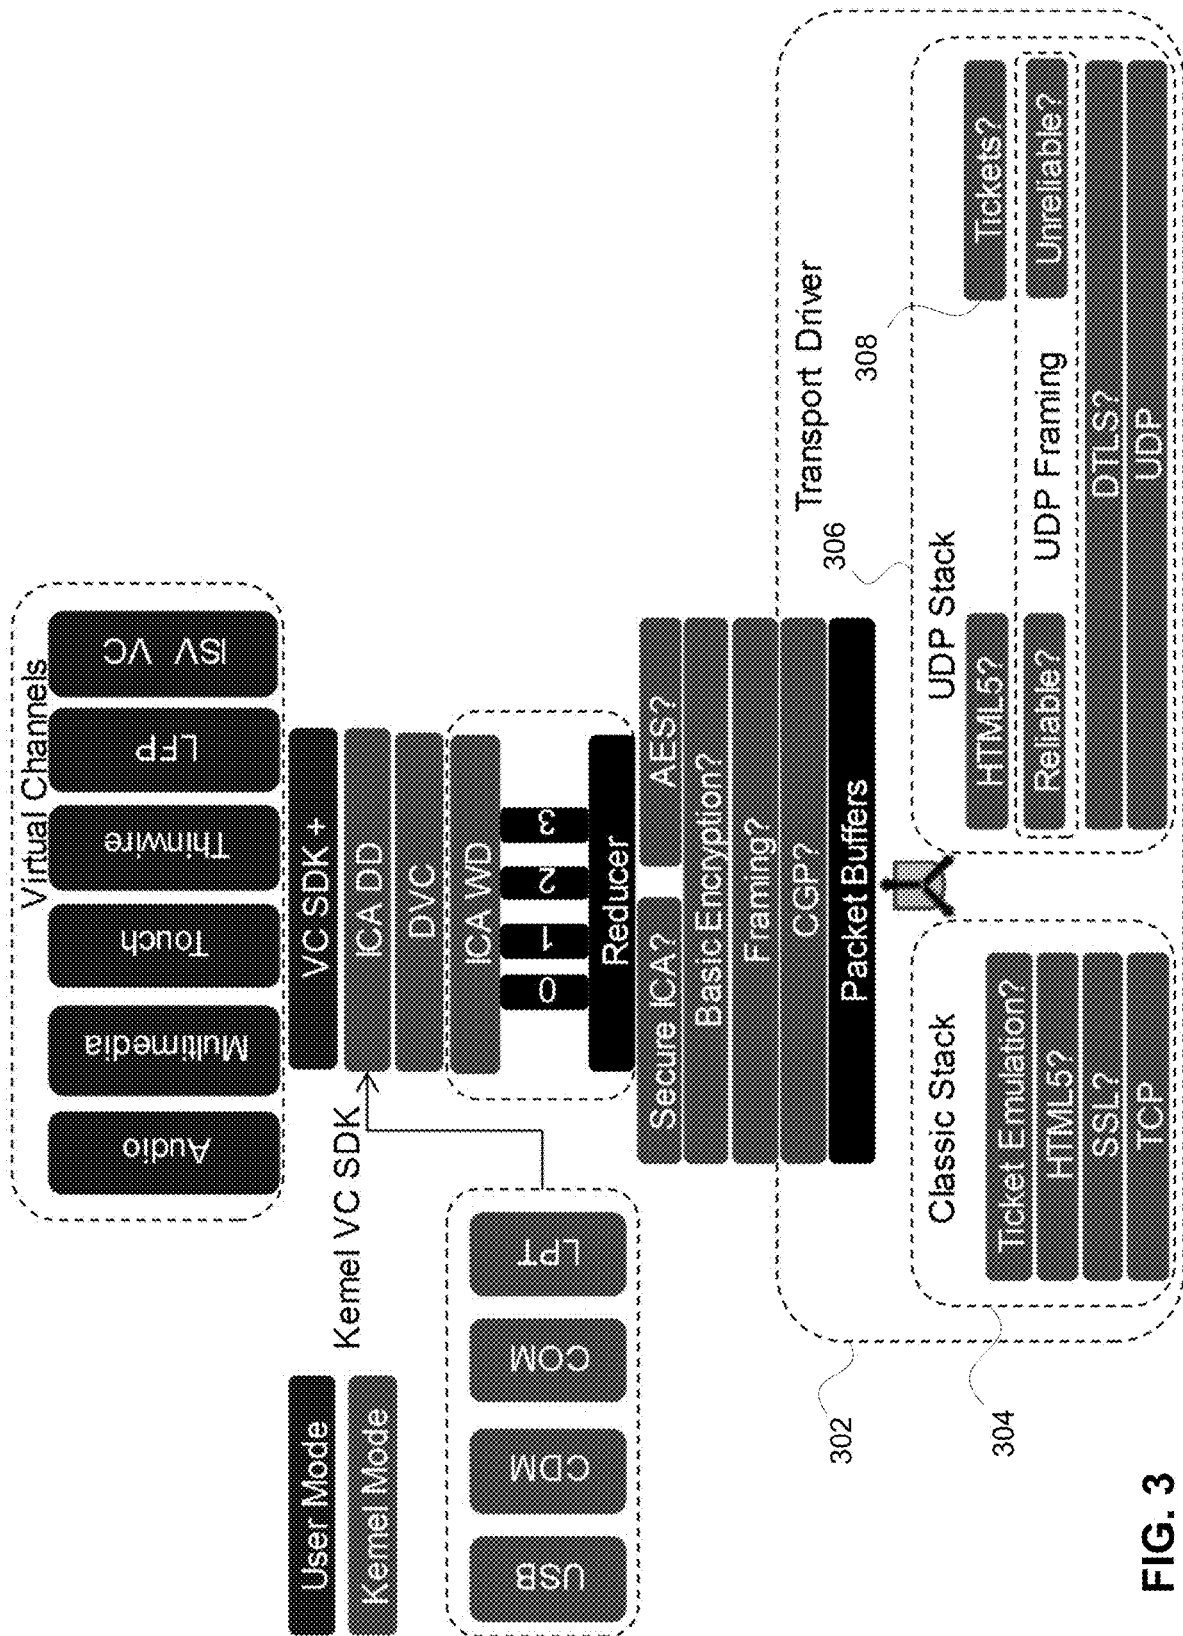 Virtual Channels
Audio
Multimedia
Touch
Thinwire
LFP
ISV VC
User Mode
Kernel Mode
Kernel VC SDK
VC SDK +
ICA DD
DVC
ICA WD
0
1
2
3
Reducer
USB
CDM
COM
LPT
Secure ICA?
AES?
Basic Encryption?
Framing?
CGP?
Packet Buffers
Transport Driver
302
304
306
308
Classic Stack
Ticket Emulation?
HTML5?
SSL?
TCP
UDP Stack
HTML5?
Tickets?
Reliable?
UDP Framing
Unreliable?
DTLS?
UDP
FIG. 3